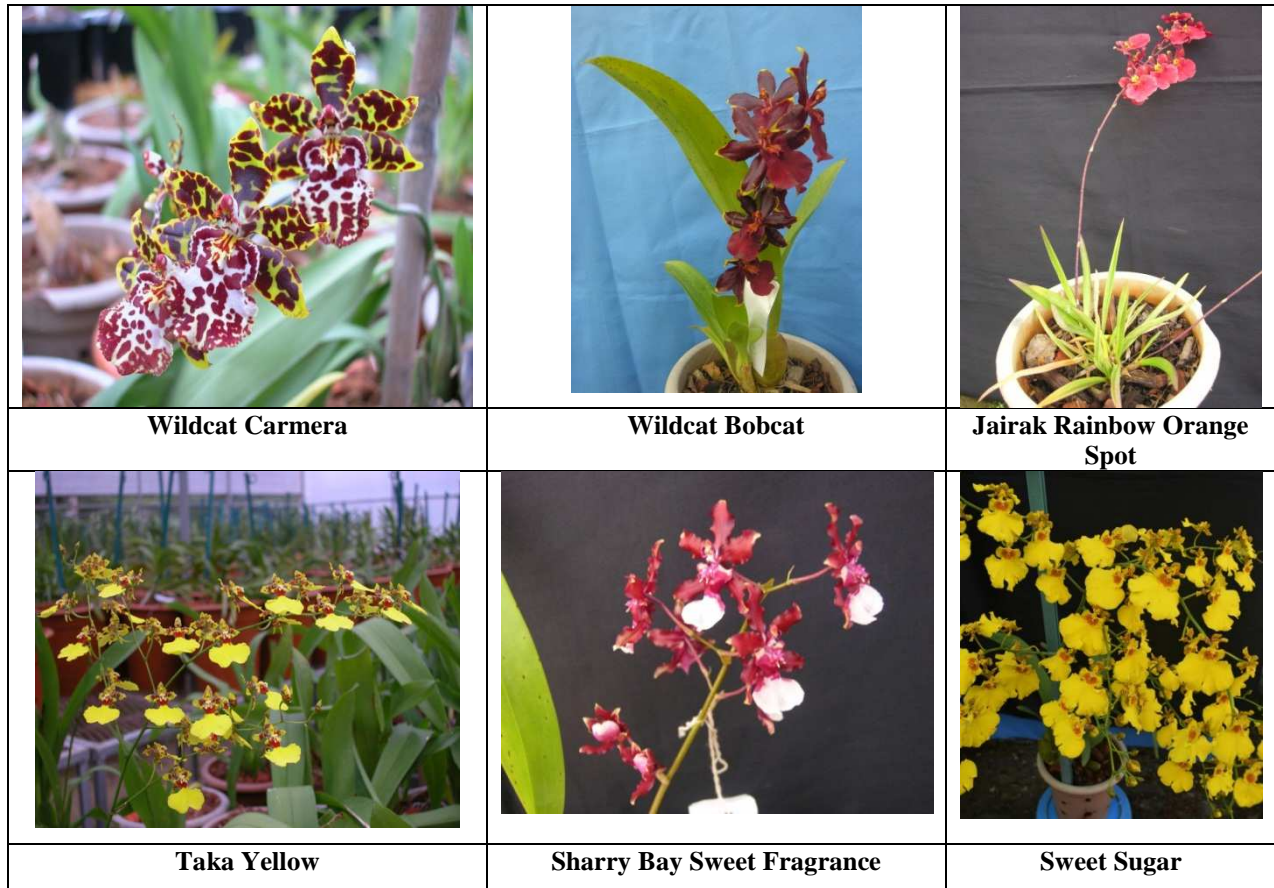 Wildcat Carmera
Wildcat Bobcat
Jairak Rainbow Orange
Spot
Taka Yellow
Sharry Bay Sweet Fragrance
Sweet Sugar